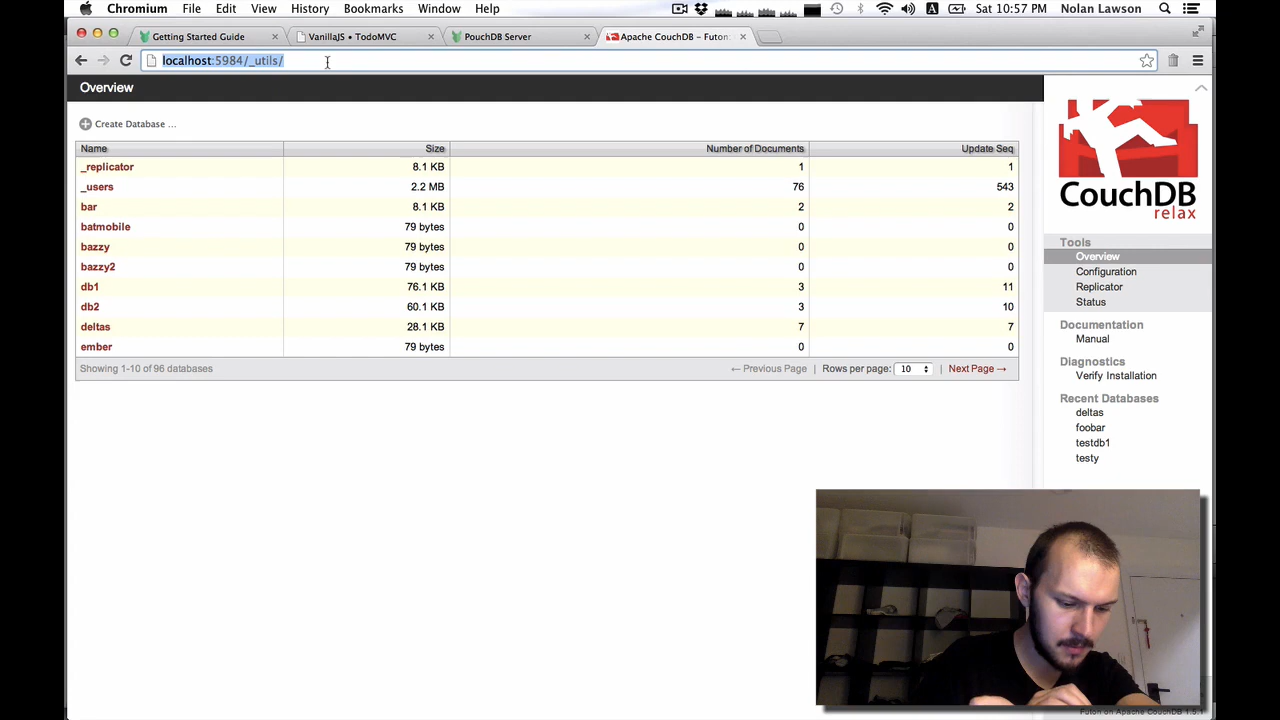 Chromium File Edit View History Bookmarks Window Help A Sat 10:57 PM Nolan Lawson
Getting Started Guide × VanillaJS • TodoMVC × PouchDB Server × Apache CouchDB – Futon: ×
localhost:5984/_utils/
Overview
Create Database ...
Name Size Number of Documents Update Seq
_replicator 8.1 KB 1 1
_users 2.2 MB 76 543
bar 8.1 KB 2 2
batmobile 79 bytes 0 0
bazzy 79 bytes 0 0
bazzy2 79 bytes 0 0
db1 76.1 KB 3 11
db2 60.1 KB 3 10
deltas 28.1 KB 7 7
ember 79 bytes 0 0
Showing 1-10 of 96 databases ← Previous Page | Rows per page: 10 | Next Page →
CouchDB
relax
Tools
Overview
Configuration
Replicator
Status
Documentation
Manual
Diagnostics
Verify Installation
Recent Databases
deltas
foobar
testdb1
testy
Futon on Apache CouchDB